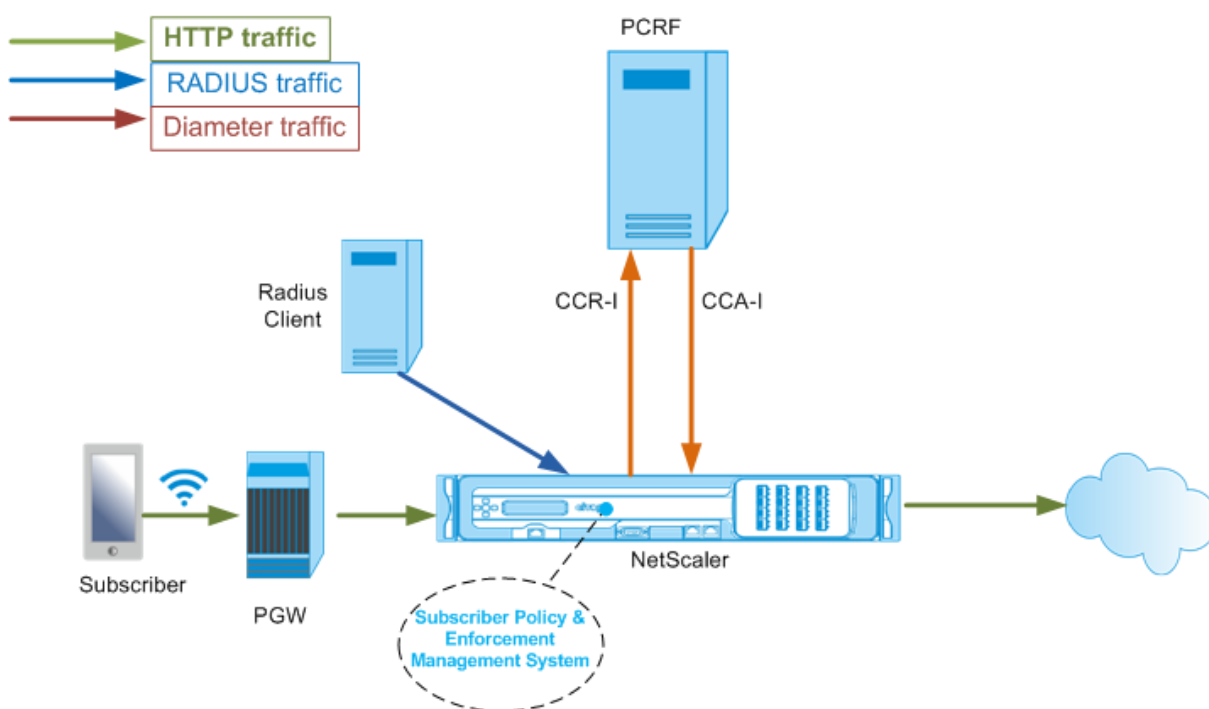 PCRF
HTTP traffic
RADIUS traffic
Diameter traffic
Radius
Client
CCR-I
CCA-I
NetScaler
Subscriber
PGW
Subscriber Policy &
Enforcement
Management System